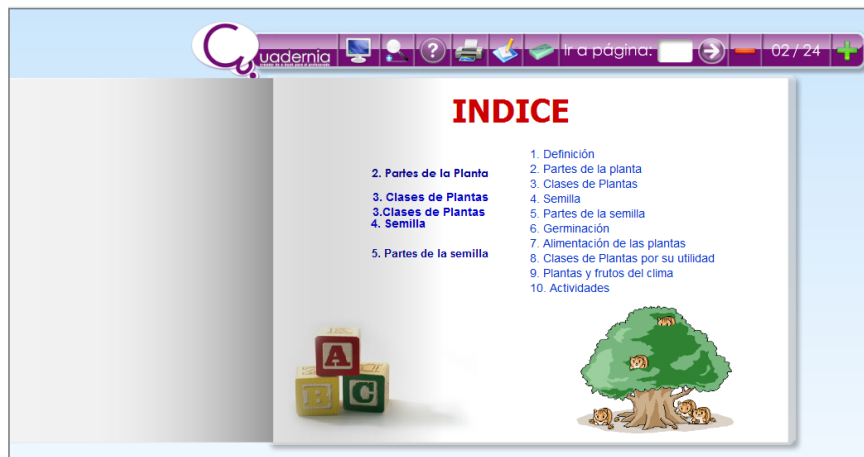 Cuadernia
Ir a página:
02 / 24
INDICE
2. Partes de la Planta
3. Clases de Plantas
3.Clases de Plantas
4. Semilla
5. Partes de la semilla
1. Definición
2. Partes de la planta
3. Clases de Plantas
4. Semilla
5. Partes de la semilla
6. Germinación
7. Alimentación de las plantas
8. Clases de Plantas por su utilidad
9. Plantas y frutos del clima
10. Actividades
A
B
C